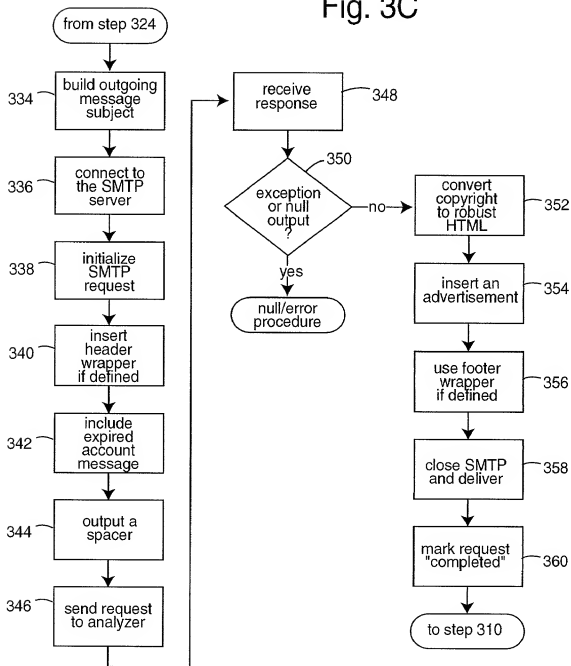 Fig. 3C
from step 324
334
build outgoing
message
subject
336
connect to
the SMTP
server
338
initialize
SMTP
request
340
insert
header
wrapper
if defined
342
include
expired
account
message
344
output a
spacer
346
send request
to analyzer
receive
response
348
350
exception
or null
output
?
no
yes
null/error
procedure
convert
copyright
to robust
HTML
352
insert an
advertisement
354
use footer
wrapper
if defined
356
close SMTP
and deliver
358
mark request
"completed"
360
to step 310